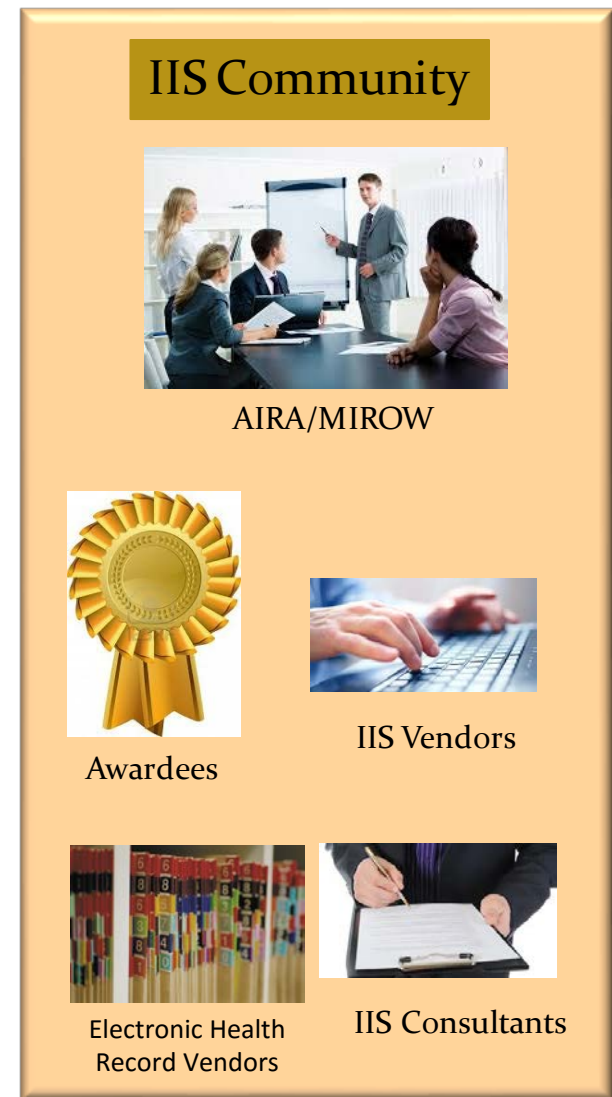 IIS Community
AIRA/MIROW
Awardees
IIS Vendors
Electronic Health
Record Vendors
IIS Consultants